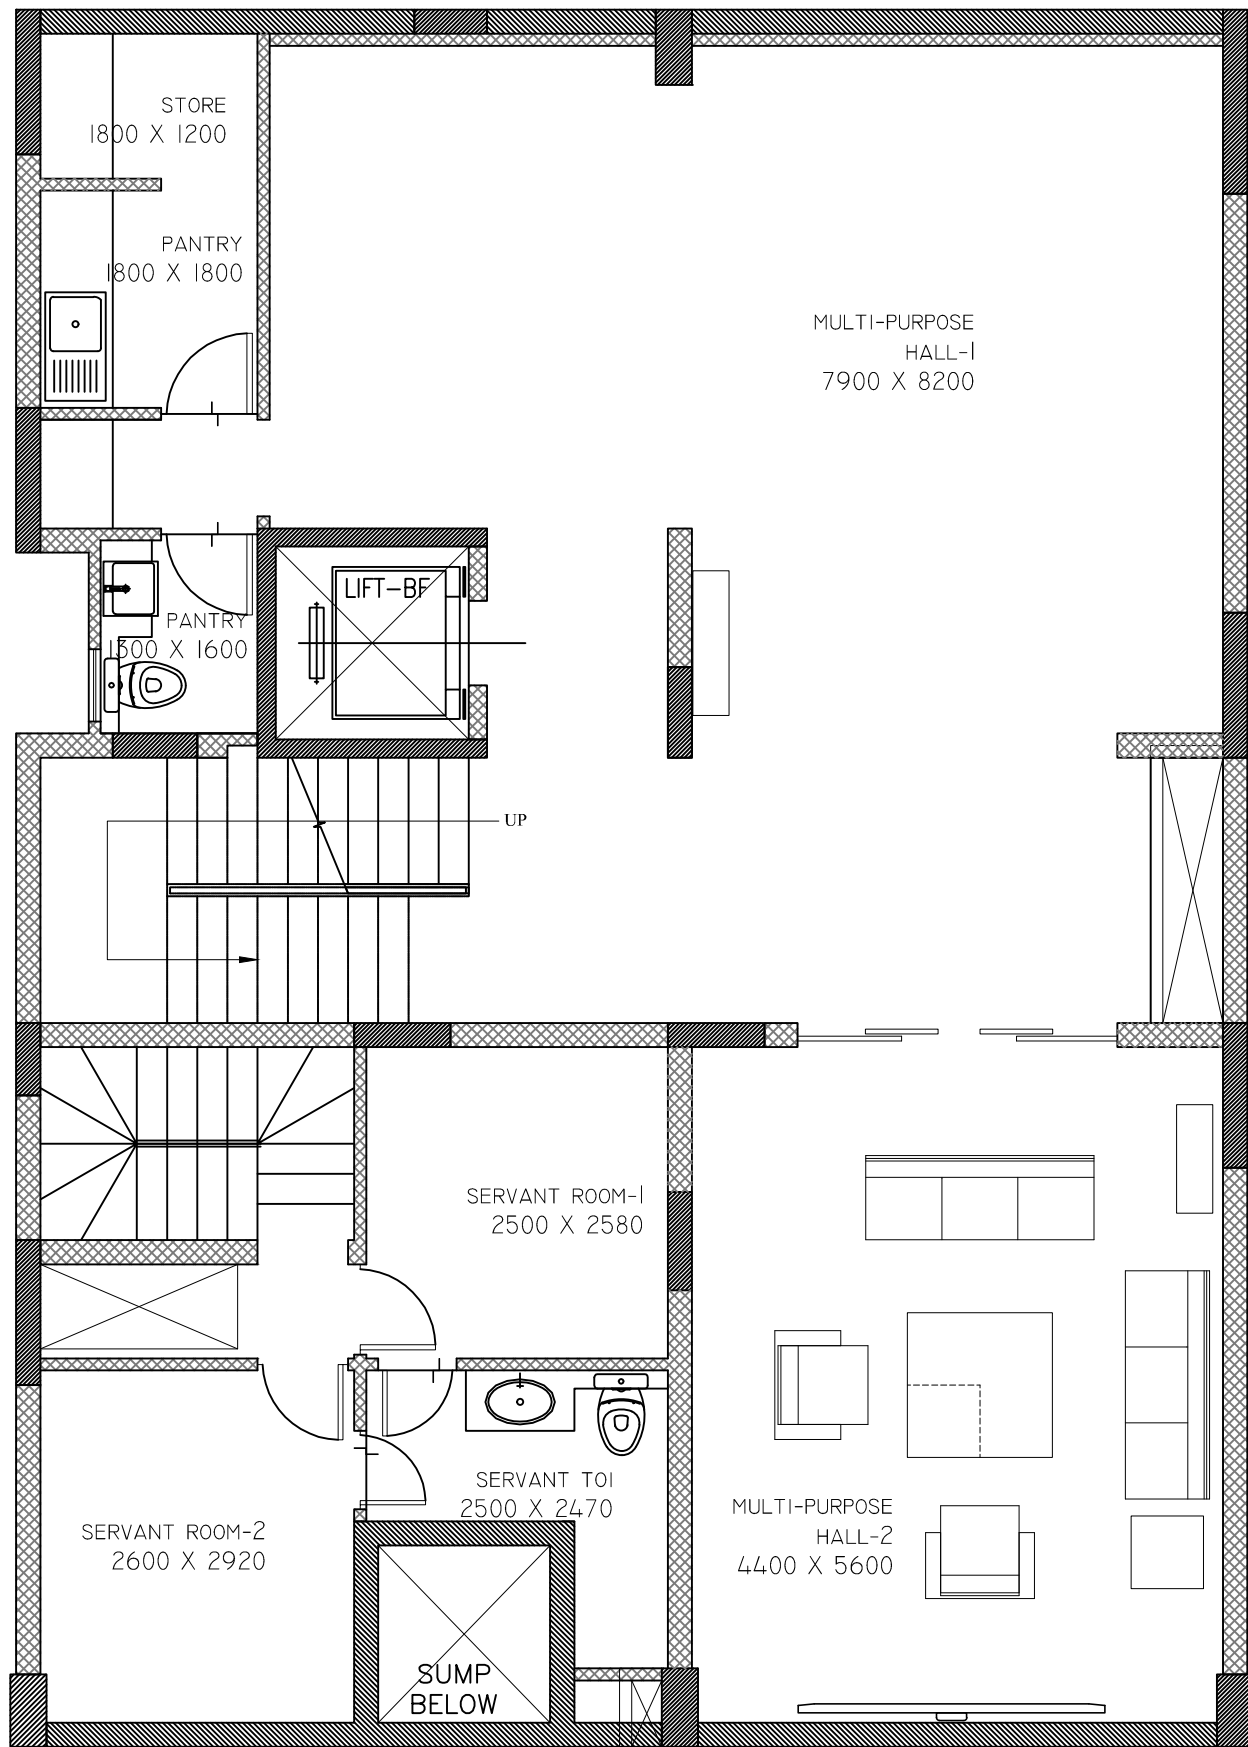 STORE
1800 X 1200
PANTRY
1800 X 1800
MULTI-PURPOSE
HALL-1
7900 X 8200
LIFT-BF
PANTRY
1300 X 1600
UP
SERVANT ROOM-1
2500 X 2580
SERVANT TOI
2500 X 2470
MULTI-PURPOSE
HALL-2
4400 X 5600
SERVANT ROOM-2
2600 X 2920
SUMP
BELOW